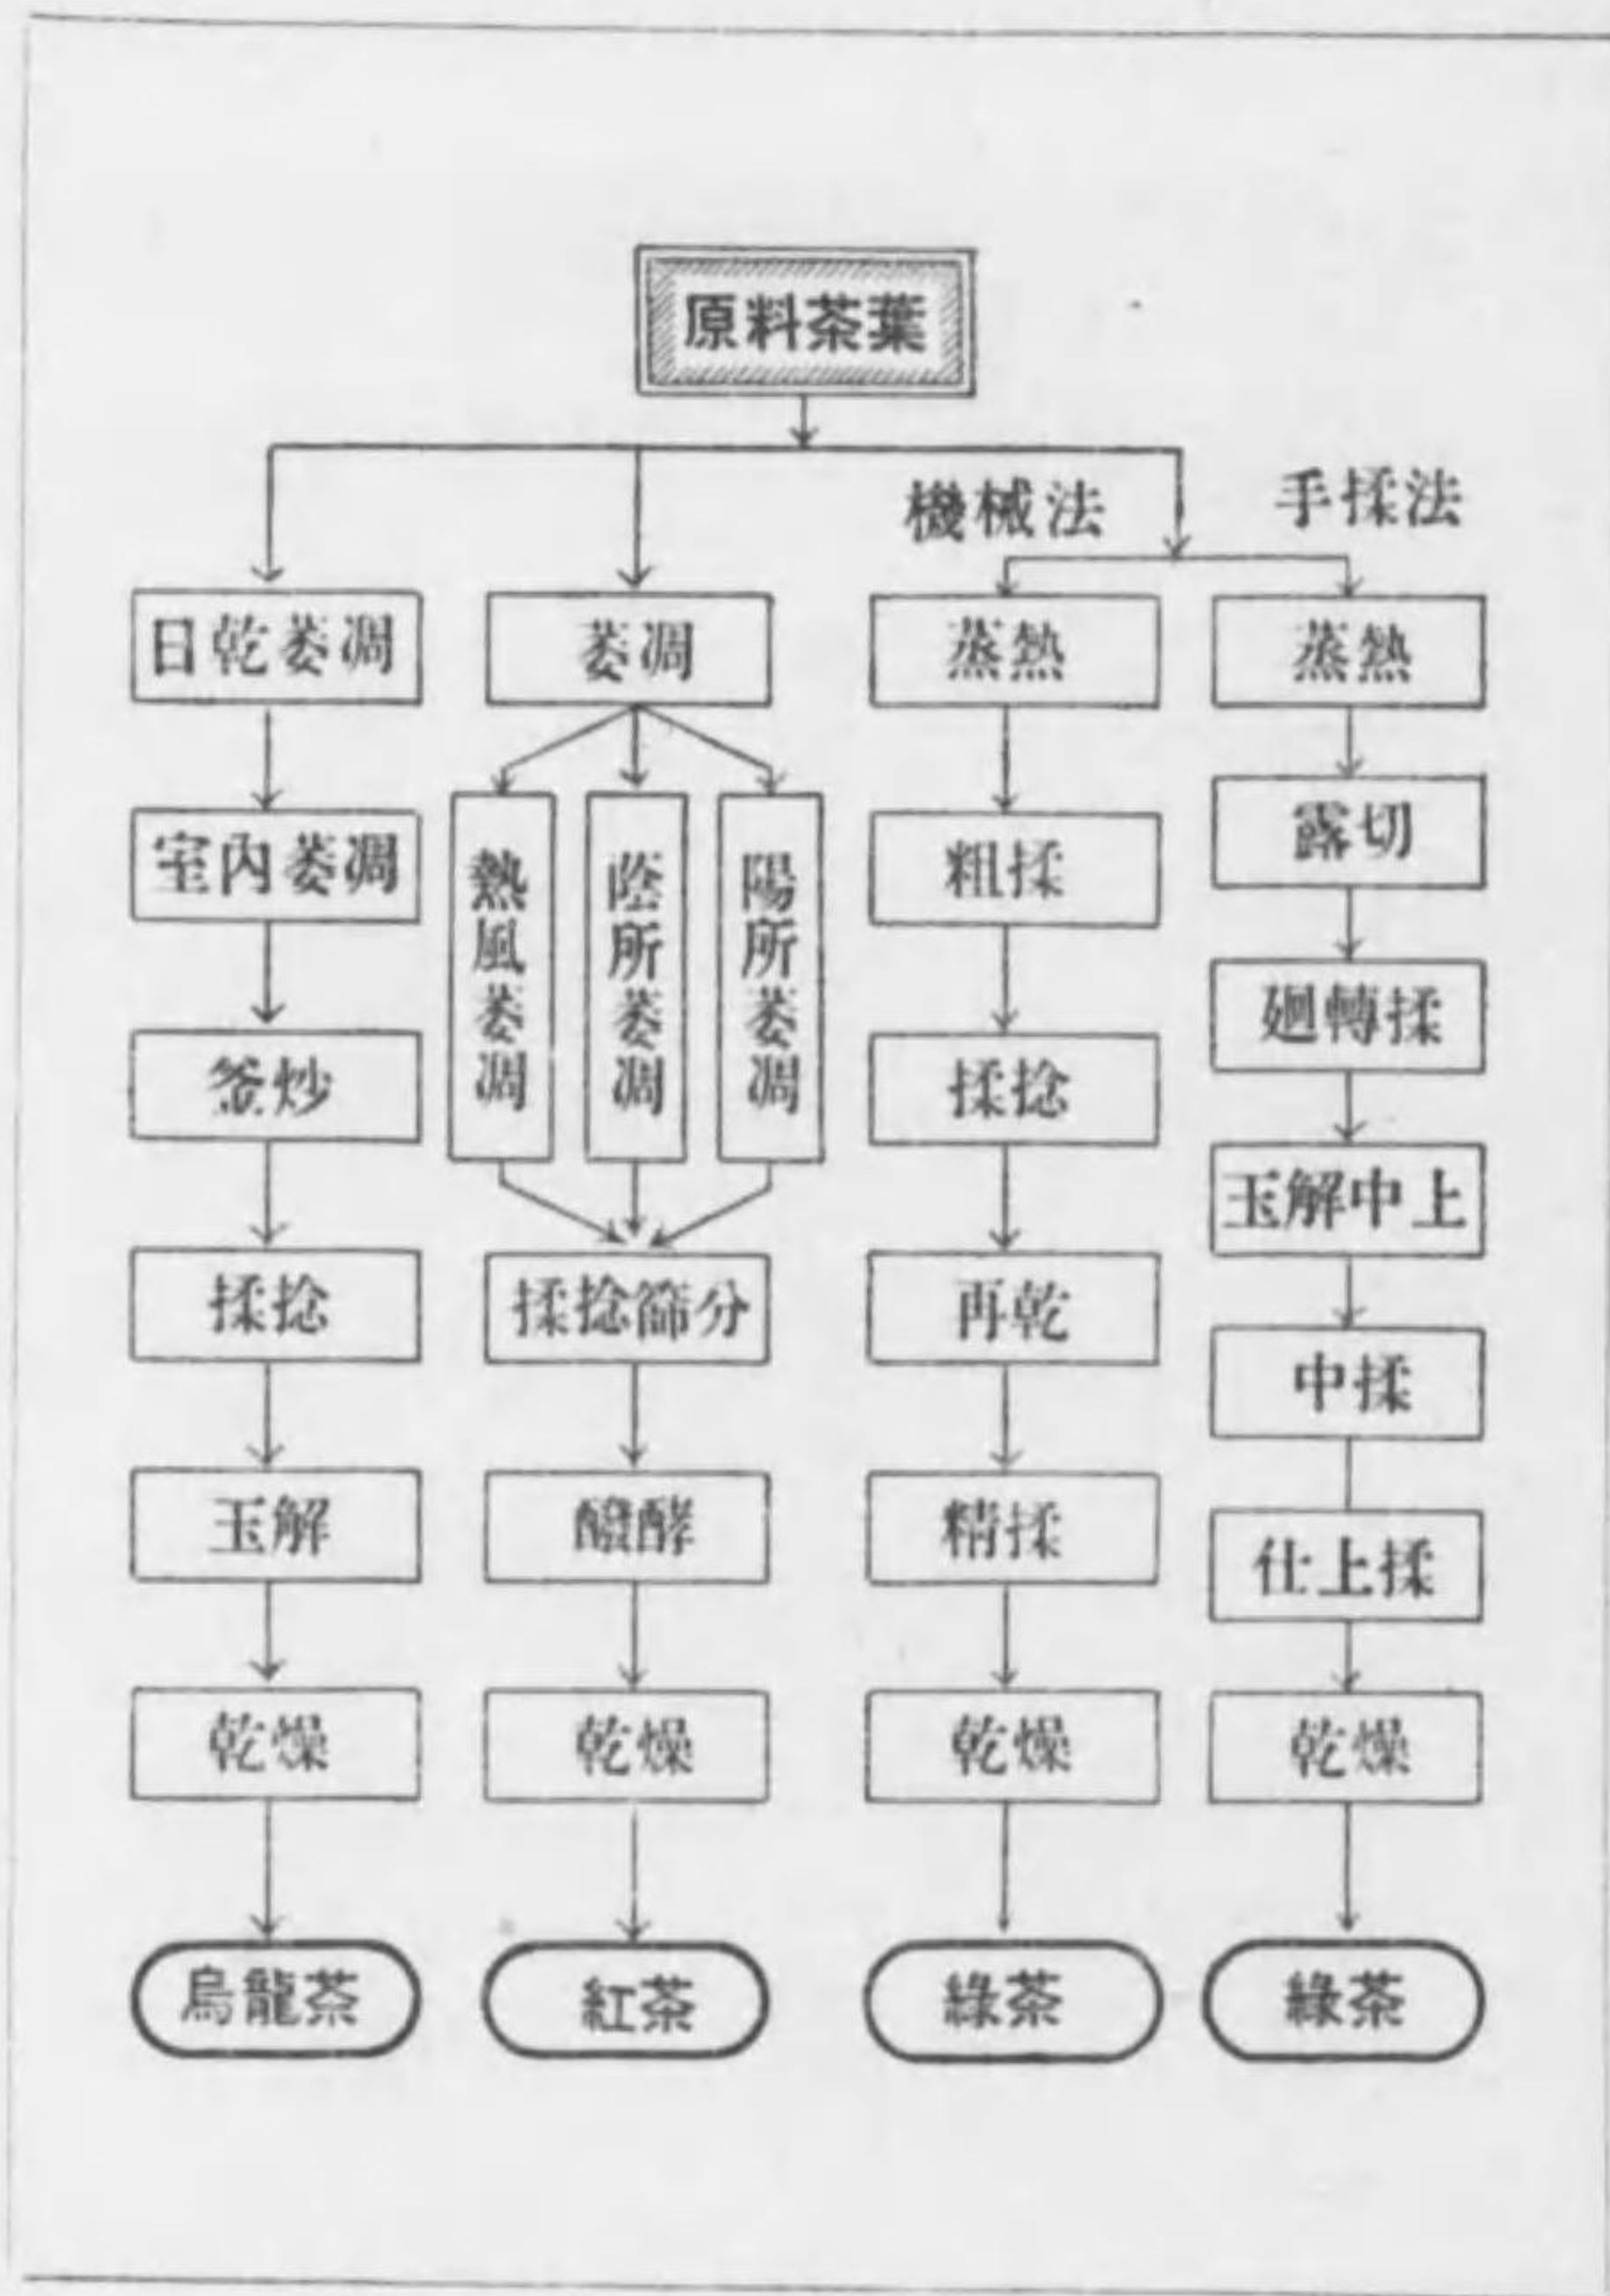 原料茶葉
機械法
手揉法
日乾萎凋
室內萎凋
釜炒
揉捻
玉解
乾燥
烏龍茶
萎凋
熱風萎凋
蔭所萎凋
陽所萎凋
揉捻篩分
醱酵
乾燥
紅茶
蒸熱
粗揉
揉捻
再乾
精揉
乾燥
綠茶
蒸熱
露切
廻轉揉
玉解中上
中揉
仕上揉
乾燥
綠茶